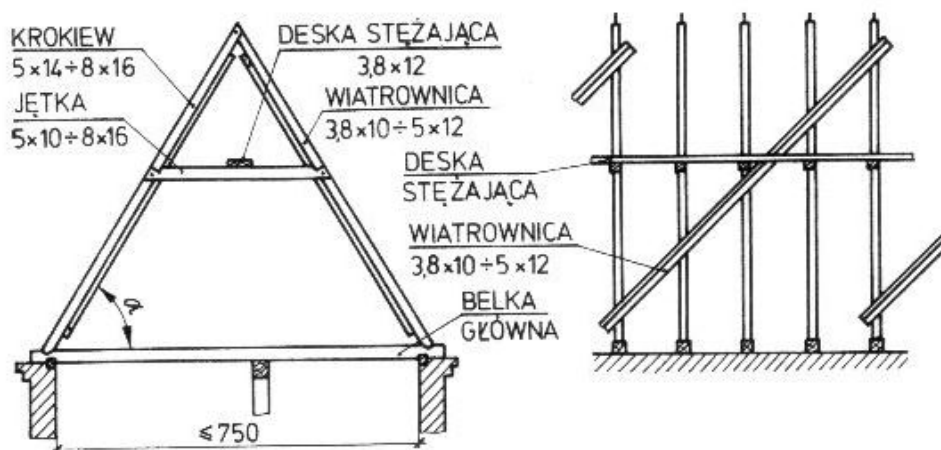 KROKIEW
5×14÷8×16
JĘTKA
5×10÷8×16
DESKA STĘŻAJĄCA
3,8×12
WIATROWNICA
3,8×10÷5×12
α
BELKA
GŁÓWNA
≤750
DESKA
STĘŻAJĄCA
WIATROWNICA
3,8×10÷5×12